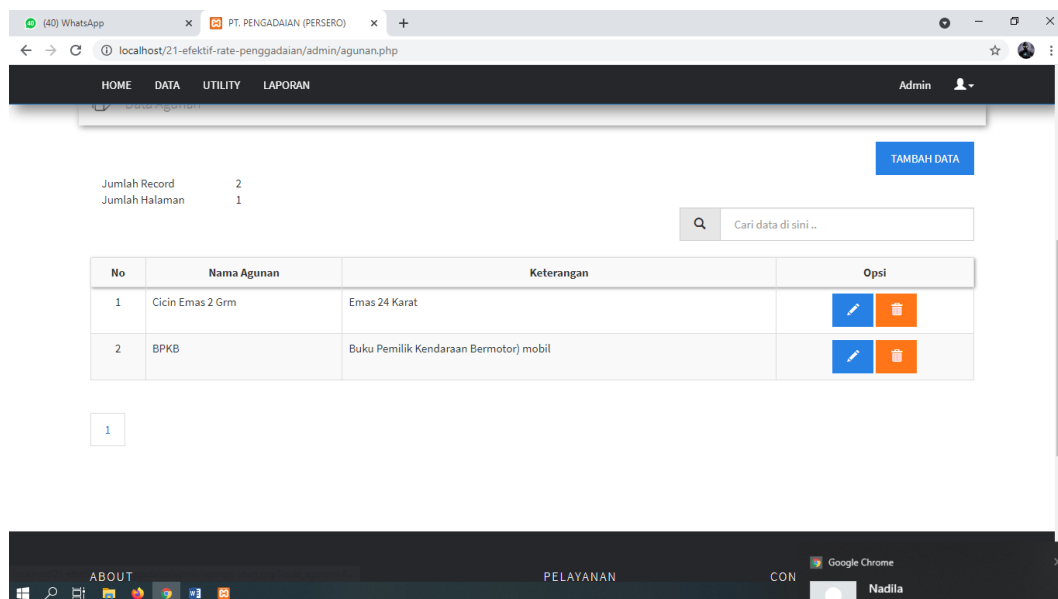 (40) WhatsApp
PT. PENGADAIAN (PERSERO)
localhost/21-efektif-rate-penggadaian/admin/agunan.php
HOME DATA UTILITY LAPORAN Admin
Data Agunan
TAMBAH DATA
Jumlah Record 2
Jumlah Halaman 1
Cari data di sini ..
No Nama Agunan Keterangan Opsi
1 Cicin Emas 2 Grm Emas 24 Karat
2 BPKB Buku Pemilik Kendaraan Bermotor) mobil
1
Google Chrome
ABOUT PELAYANAN CON
Nadila